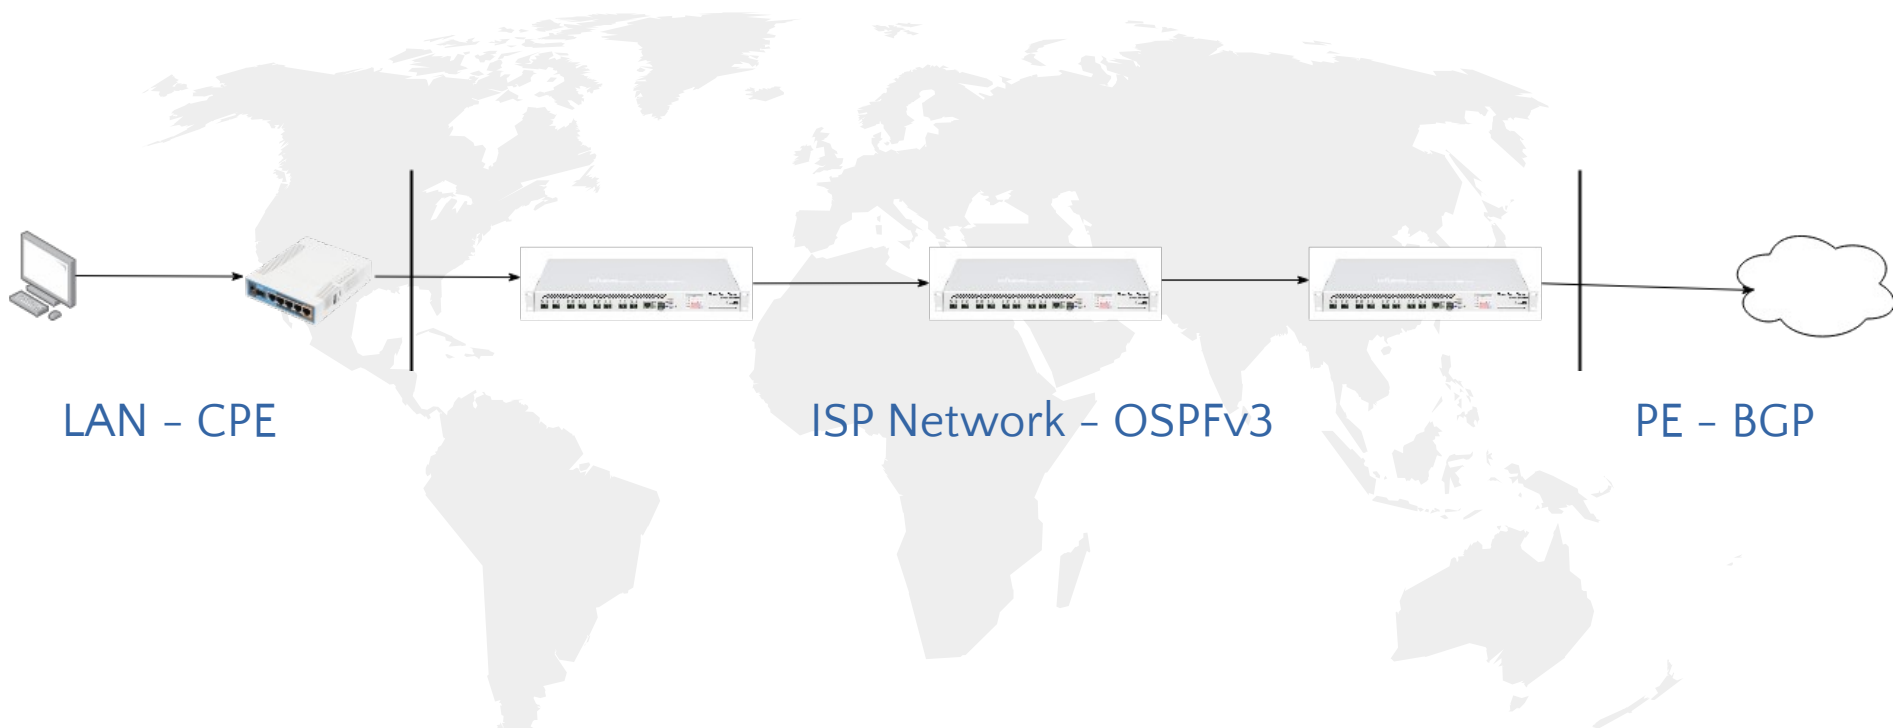 LAN – CPE
ISP Network – OSPFv3
PE – BGP